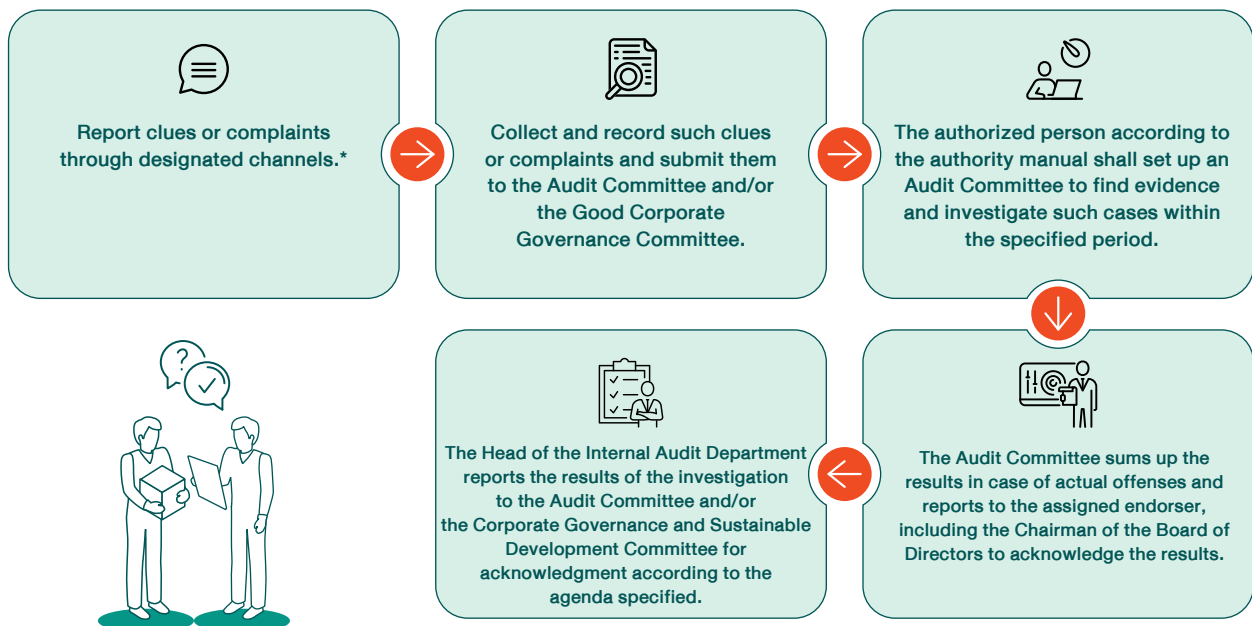 Report clues or complaints
through designated channels.*
Collect and record such clues
or complaints and submit them
to the Audit Committee and/or
the Good Corporate
Governance Committee.
The authorized person according to
the authority manual shall set up an
Audit Committee to find evidence
and investigate such cases within
the specified period.
The Audit Committee sums up the
results in case of actual offenses and
reports to the assigned endorser,
including the Chairman of the Board of
Directors to acknowledge the results.
The Head of the Internal Audit Department
reports the results of the investigation
to the Audit Committee and/or
the Corporate Governance and Sustainable
Development Committee for
acknowledgment according to the
agenda specified.
?